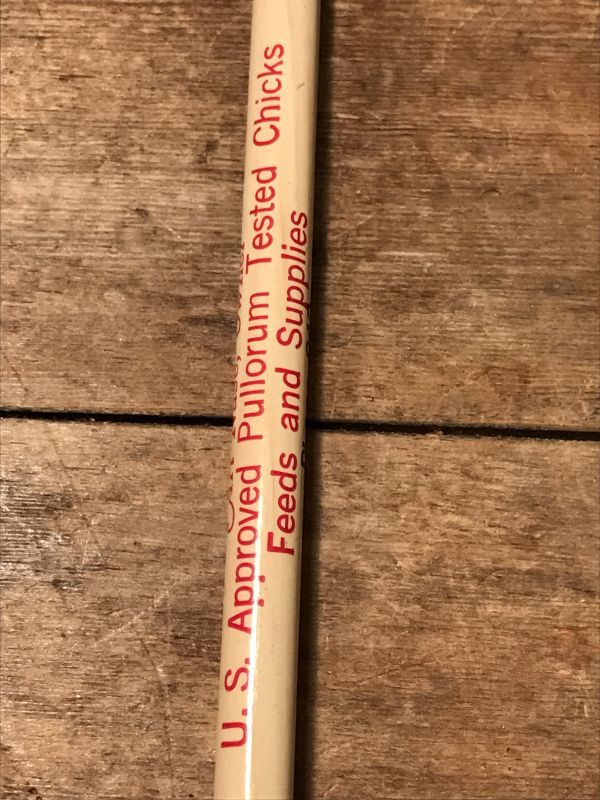 U. S. Approved Pullorum Tested Chicks
Feeds and Supplies